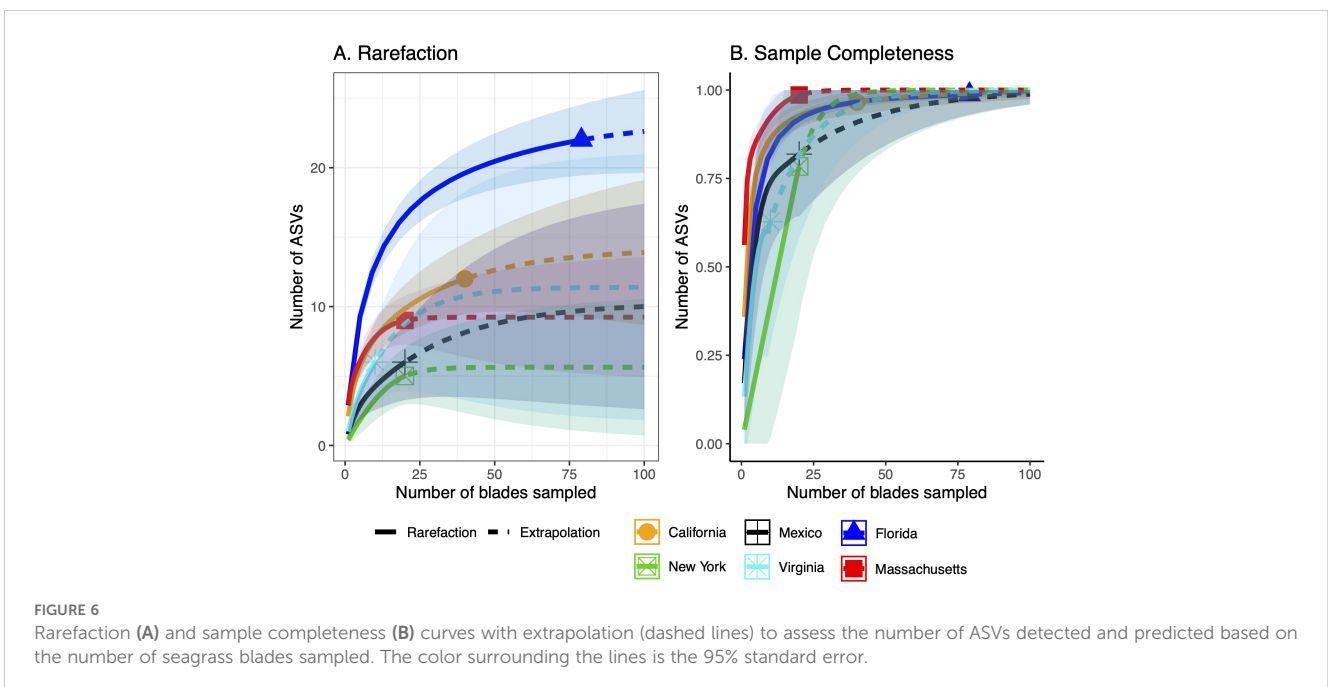 A. Rarefaction
B. Sample Completeness
Number of ASVs
20
10
0
0
25
50
75
100
Number of blades sampled
Number of ASVs
1.00
0.75
0.50
0.25
0.00
0
25
50
75
100
Number of blades sampled
Rarefaction
Extrapolation
California
Mexico
Florida
New York
Virginia
Massachusetts
FIGURE 6
Rarefaction (A) and sample completeness (B) curves with extrapolation (dashed lines) to assess the number of ASVs detected and predicted based on
the number of seagrass blades sampled. The color surrounding the lines is the 95% standard error.